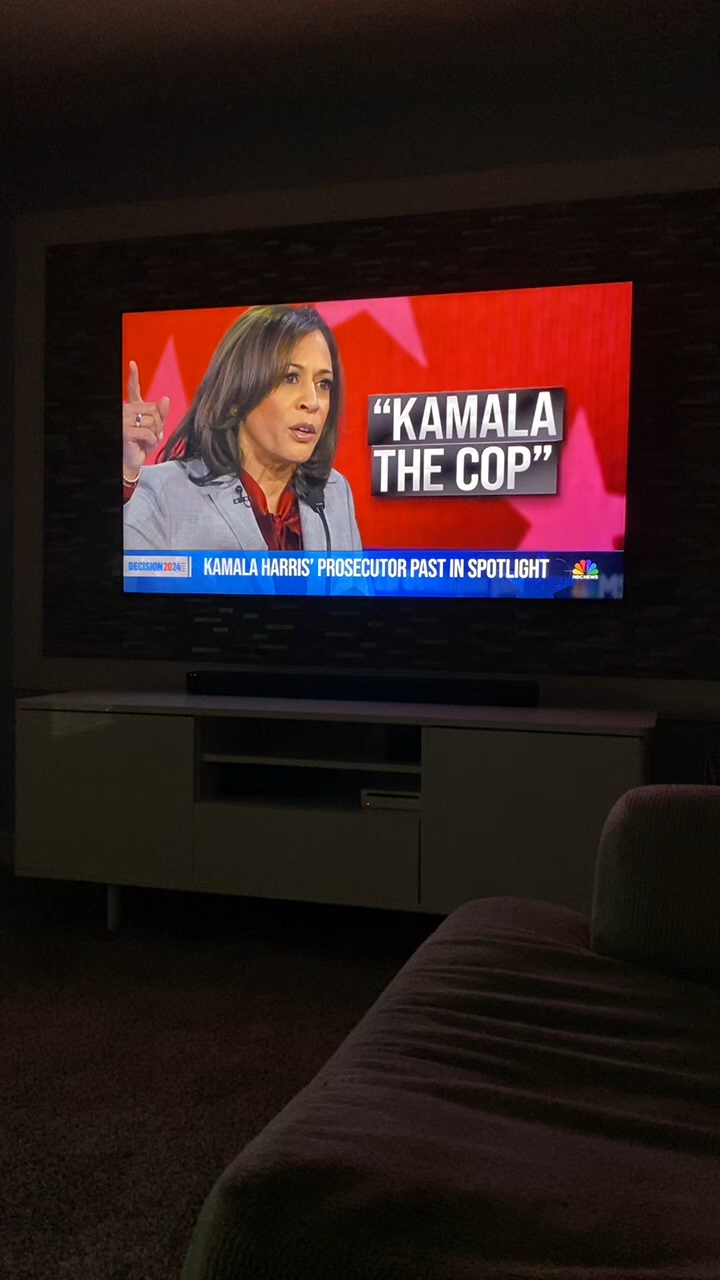 “KAMALA
THE COP”
DECISION 2024
KAMALA HARRIS’ PROSECUTOR PAST IN SPOTLIGHT
NBC NEWS